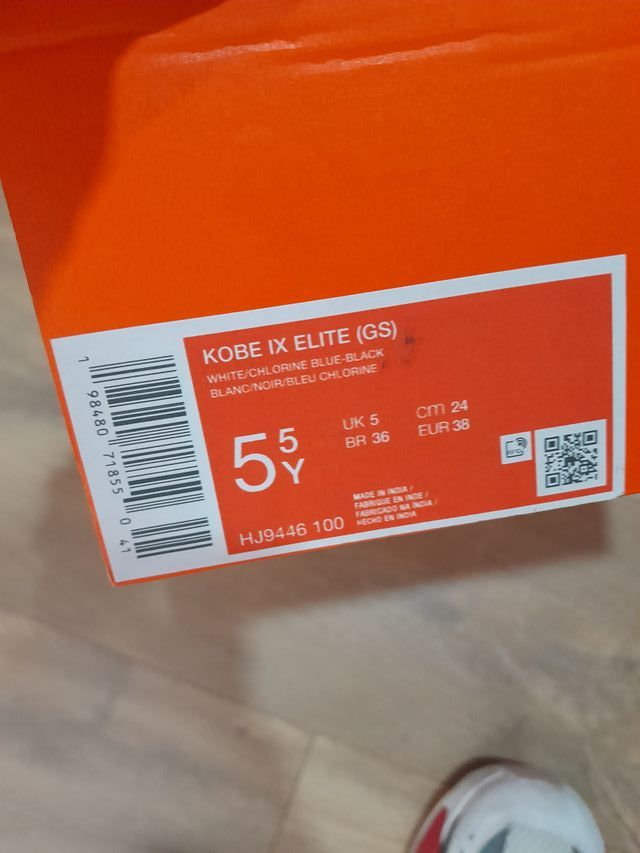 KOBE IX ELITE (GS)
WHITE/CHLORINE BLUE-BLACK
BLANC/NOIR/BLEU CHLORINE
5 5 Y
UK 5
cm 24
BR 36
EUR 38
HJ9446 100
MADE IN INDIA /
FABRIQUE EN INDE /
FABRICADO NA ÍNDIA /
HECHO EN INDIA
1 98480 71855 0 41